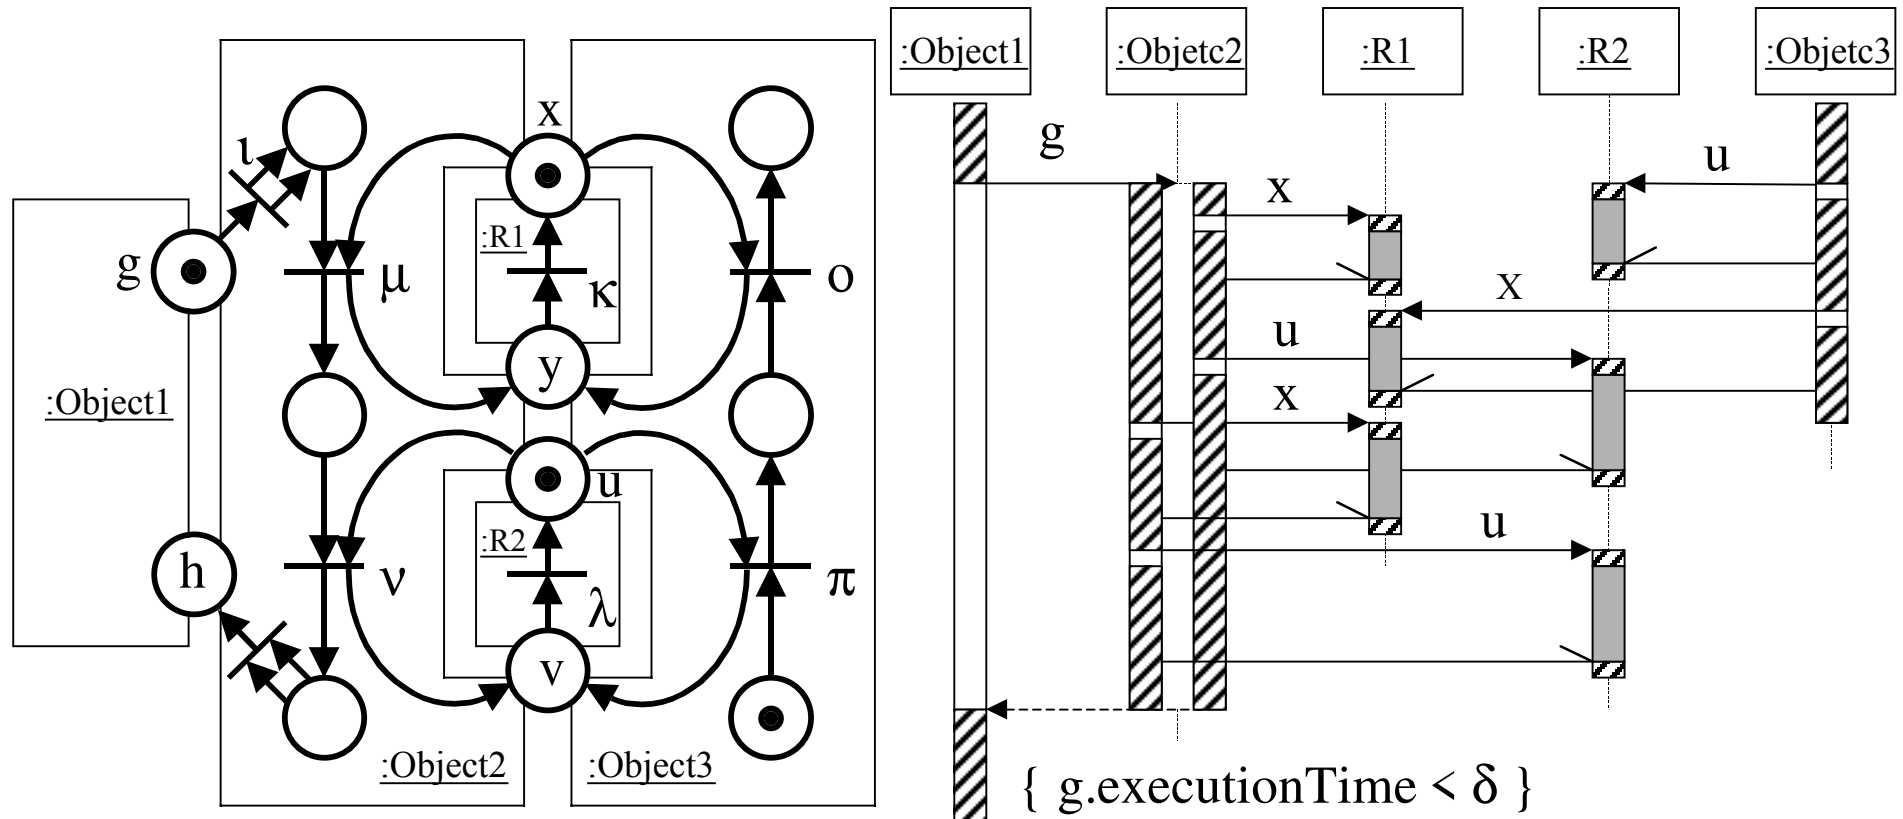 x
ι
:R1
g
μ
κ
ο
y
:Object1
u
:R2
h
ν
λ
π
v
:Object2
:Object3
:Object1
:Objetc2
:R1
:R2
:Objetc3
g
u
x
x
u
x
u
{ g.executionTime < δ }